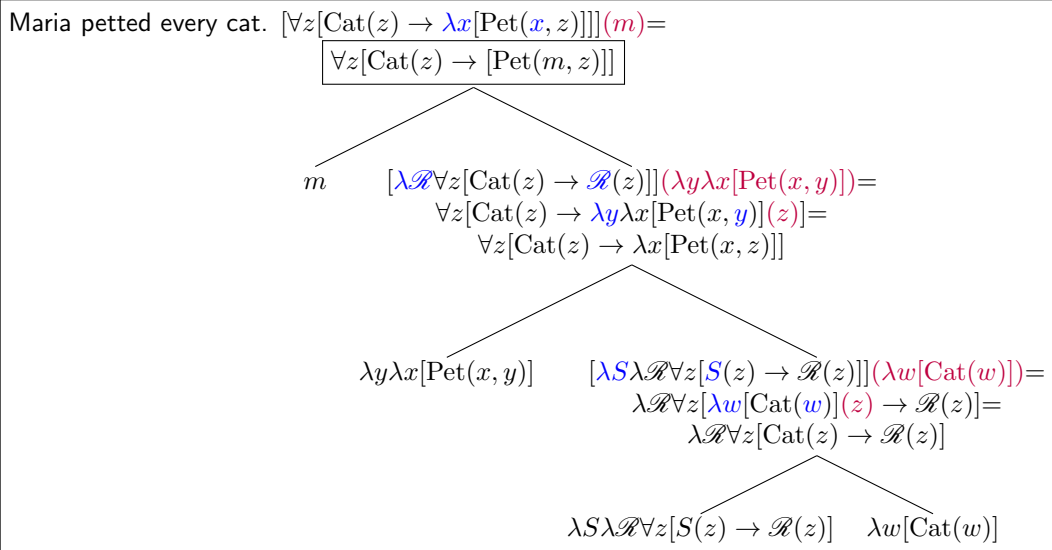 Maria petted every cat. [∀z[Cat(z) → λx[Pet(x, z)]]](m)=
∀z[Cat(z) → [Pet(m, z)]]
m [λℛ∀z[Cat(z) → ℛ(z)]](λyλx[Pet(x, y)])=
∀z[Cat(z) → λyλx[Pet(x, y)](z)]=
∀z[Cat(z) → λx[Pet(x, z)]]
λyλx[Pet(x, y)] [λSλℛ∀z[S(z) → ℛ(z)]](λw[Cat(w)])=
λℛ∀z[λw[Cat(w)](z) → ℛ(z)]=
λℛ∀z[Cat(z) → ℛ(z)]
λSλℛ∀z[S(z) → ℛ(z)] λw[Cat(w)]